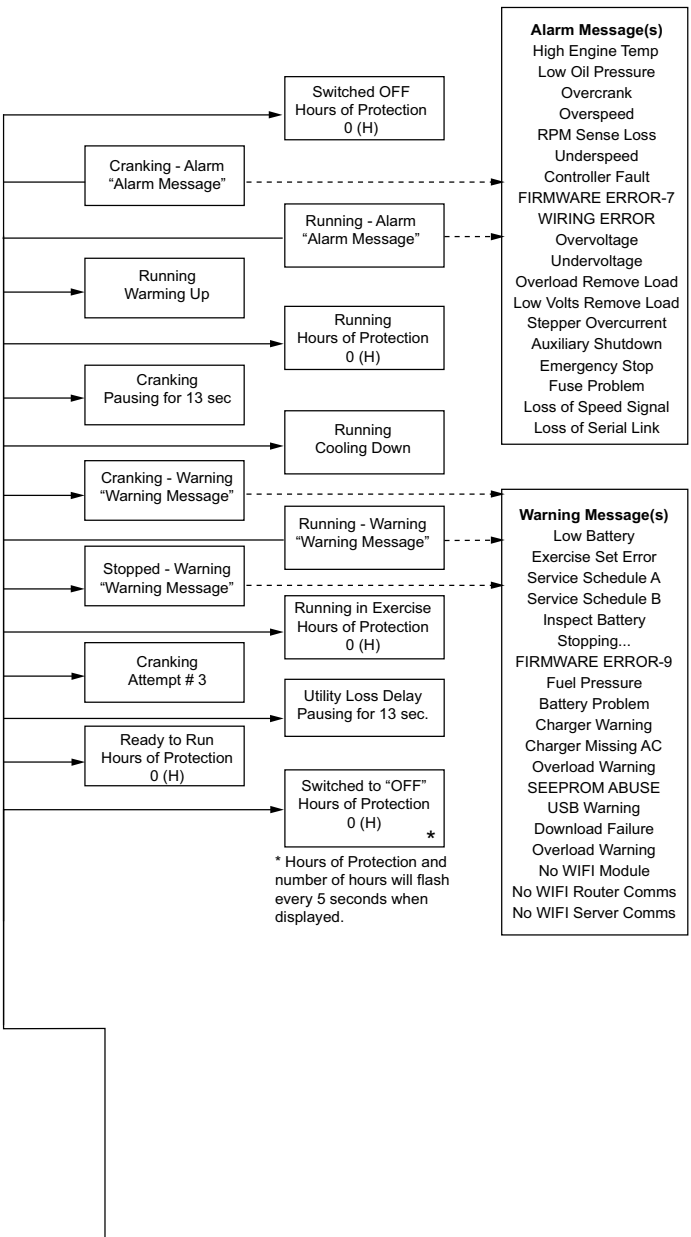 Switched OFF
Hours of Protection
0 (H)
Cranking - Alarm
“Alarm Message”
Running - Alarm
“Alarm Message”
Running
Warming Up
Running
Hours of Protection
0 (H)
Cranking
Pausing for 13 sec
Running
Cooling Down
Cranking - Warning
“Warning Message”
Running - Warning
“Warning Message”
Stopped - Warning
“Warning Message”
Running in Exercise
Hours of Protection
0 (H)
Cranking
Attempt # 3
Utility Loss Delay
Pausing for 13 sec.
Ready to Run
Hours of Protection
0 (H)
Switched to “OFF”
Hours of Protection
0 (H)
*
* Hours of Protection and
number of hours will flash
every 5 seconds when
displayed.
Alarm Message(s)
High Engine Temp
Low Oil Pressure
Overcrank
Overspeed
RPM Sense Loss
Underspeed
Controller Fault
FIRMWARE ERROR-7
WIRING ERROR
Overvoltage
Undervoltage
Overload Remove Load
Low Volts Remove Load
Stepper Overcurrent
Auxiliary Shutdown
Emergency Stop
Fuse Problem
Loss of Speed Signal
Loss of Serial Link
Warning Message(s)
Low Battery
Exercise Set Error
Service Schedule A
Service Schedule B
Inspect Battery
Stopping...
FIRMWARE ERROR-9
Fuel Pressure
Battery Problem
Charger Warning
Charger Missing AC
Overload Warning
SEEPROM ABUSE
USB Warning
Download Failure
Overload Warning
No WIFI Module
No WIFI Router Comms
No WIFI Server Comms